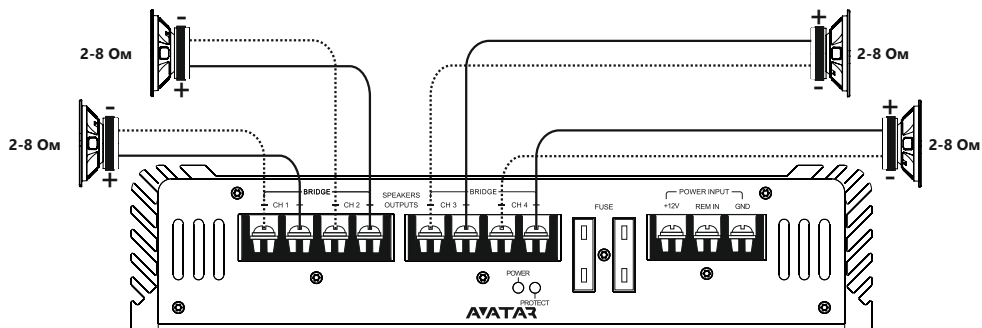 2-8 Ом
- +
2-8 Ом
- +
+ -
2-8 Ом
+ -
2-8 Ом
BRIDGE
- CH 1 + - CH 2 +
SPEAKERS
OUTPUTS
BRIDGE
- CH 3 + - CH 4 +
FUSE
POWER INPUT
+12V REM IN GND
POWER
PROTECT
AVATAR